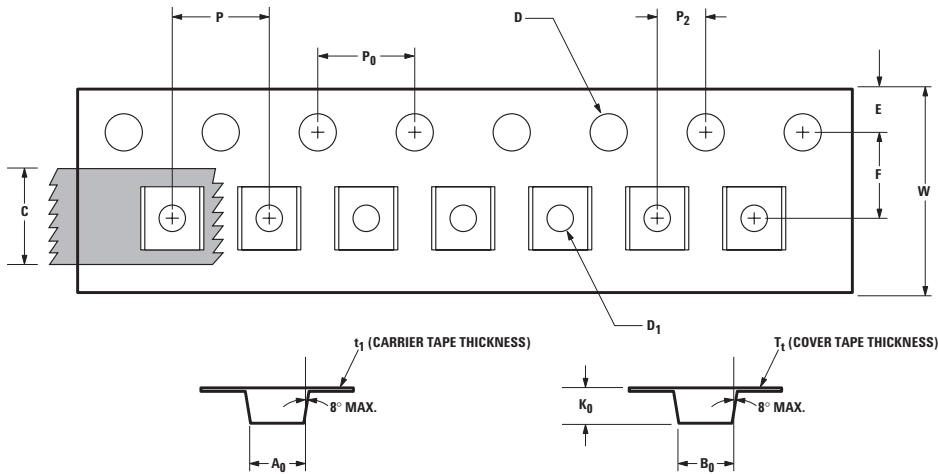 P
D
P2
P0
E
C
F
W
D1
t1 (CARRIER TAPE THICKNESS)
Tt (COVER TAPE THICKNESS)
8° MAX.
K0
8° MAX.
A0
B0